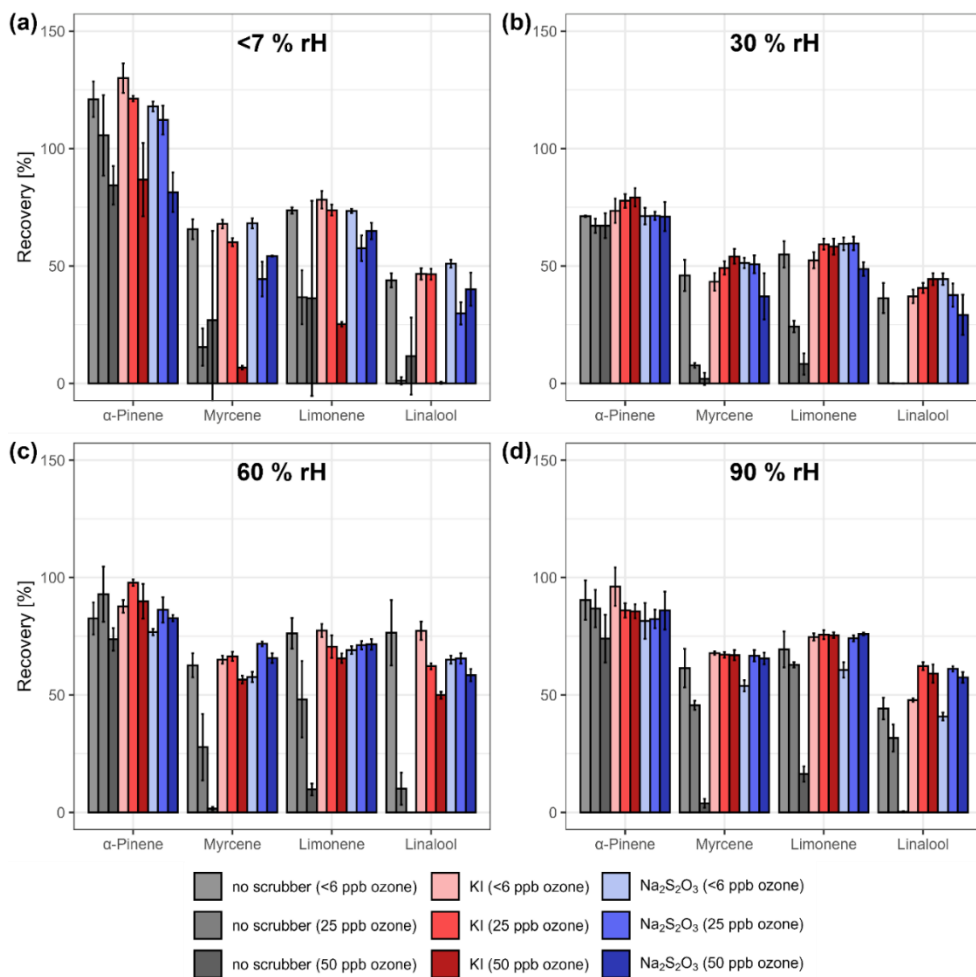 (a)
<7 % rH
(b)
30 % rH
150
100
50
0
Recovery [%]
α-Pinene Myrcene Limonene Linalool
150
100
50
0
α-Pinene Myrcene Limonene Linalool
(c)
60 % rH
(d)
90 % rH
150
100
50
0
Recovery [%]
α-Pinene Myrcene Limonene Linalool
150
100
50
0
α-Pinene Myrcene Limonene Linalool
no scrubber (<6 ppb ozone) KI (<6 ppb ozone) Na₂S₂O₃ (<6 ppb ozone)
no scrubber (25 ppb ozone) KI (25 ppb ozone) Na₂S₂O₃ (25 ppb ozone)
no scrubber (50 ppb ozone) KI (50 ppb ozone) Na₂S₂O₃ (50 ppb ozone)